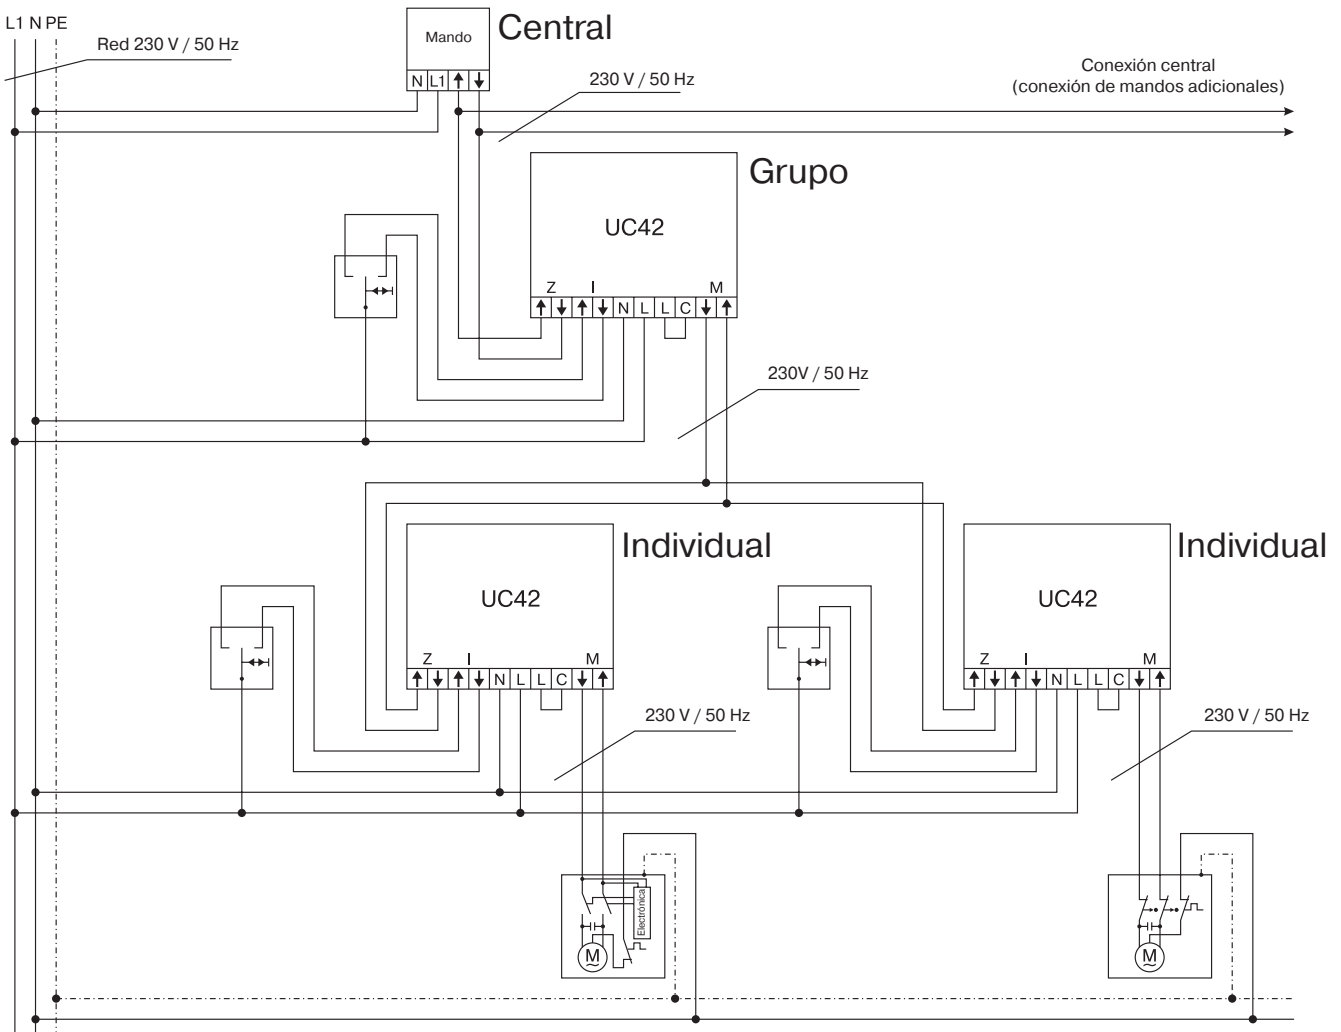 L1 N PE
Red 230 V / 50 Hz
Mando
Central
N L1 ↑ ↓
230 V / 50 Hz
Conexión central
(conexión de mandos adicionales)
Grupo
UC42
Z I M
↑ ↓ ↑ ↓ N L L C ↓ ↑
230V / 50 Hz
Individual
UC42
Z I M
↑ ↓ ↑ ↓ N L L C ↓ ↑
230 V / 50 Hz
Electrónica
M
~
Individual
UC42
Z I M
↑ ↓ ↑ ↓ N L L C ↓ ↑
230 V / 50 Hz
M
~